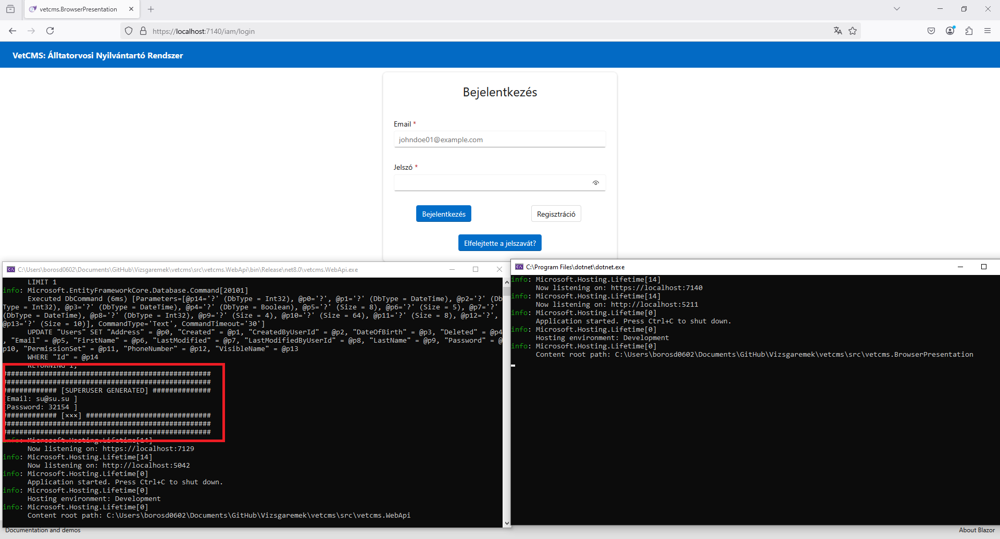 vetcms.BrowserPresentation
https://localhost:7140/iam/login
VetCMS: Álltatorvosi Nyilvántartó Rendszer
Bejelentkezés
Email *
johndoe01@example.com
Jelszó *
Bejelentkezés
Regisztráció
Elfelejtette a jelszavát?
C:\Users\borosd0602\Documents\GitHub\Vizsgaremek\vetcms\src\vetcms.WebApi\bin\Release\net8.0\vetcms.WebApi.exe
LIMIT 1
info: Microsoft.EntityFrameworkCore.Database.Command[20101]
Executed DbCommand (6ms) [Parameters=[@p14='?' (DbType = Int32), @p0='?', @p1='?' (DbType = DateTime), @p2='?' (Db
Type = Int32), @p3='?' (DbType = DateTime), @p4='?' (DbType = Boolean), @p5='?' (Size = 8), @p6='?' (Size = 5), @p7='?'
(DbType = DateTime), @p8='?' (DbType = Int32), @p9='?' (Size = 4), @p10='?' (Size = 64), @p11='?' (Size = 8), @p12='?',
@p13='?' (Size = 10)], CommandType='Text', CommandTimeout='30']
UPDATE "Users" SET "Address" = @p0, "Created" = @p1, "CreatedByUserId" = @p2, "DateOfBirth" = @p3, "Deleted" = @p4
, "Email" = @p5, "FirstName" = @p6, "LastModified" = @p7, "LastModifiedByUserId" = @p8, "LastName" = @p9, "Password" = @
p10, "PermissionSet" = @p11, "PhoneNumber" = @p12, "VisibleName" = @p13
WHERE "Id" = @p14
RETURNING 1;
##################################################
##################################################
############# [SUPERUSER GENERATED] ##############
[Email: su@su.su ]
[Password: 32154 ]
############# [xxx] ##############################
##################################################
##################################################
info: Microsoft.Hosting.Lifetime[14]
Now listening on: https://localhost:7129
info: Microsoft.Hosting.Lifetime[14]
Now listening on: http://localhost:5042
info: Microsoft.Hosting.Lifetime[0]
Application started. Press Ctrl+C to shut down.
info: Microsoft.Hosting.Lifetime[0]
Hosting environment: Development
info: Microsoft.Hosting.Lifetime[0]
Content root path: C:\Users\borosd0602\Documents\GitHub\Vizsgaremek\vetcms\src\vetcms.WebApi
C:\Program Files\dotnet\dotnet.exe
info: Microsoft.Hosting.Lifetime[14]
Now listening on: https://localhost:7140
info: Microsoft.Hosting.Lifetime[14]
Now listening on: http://localhost:5211
info: Microsoft.Hosting.Lifetime[0]
Application started. Press Ctrl+C to shut down.
info: Microsoft.Hosting.Lifetime[0]
Hosting environment: Development
info: Microsoft.Hosting.Lifetime[0]
Content root path: C:\Users\borosd0602\Documents\GitHub\Vizsgaremek\vetcms\src\vetcms.BrowserPresentation
Documentation and demos
About Blazor